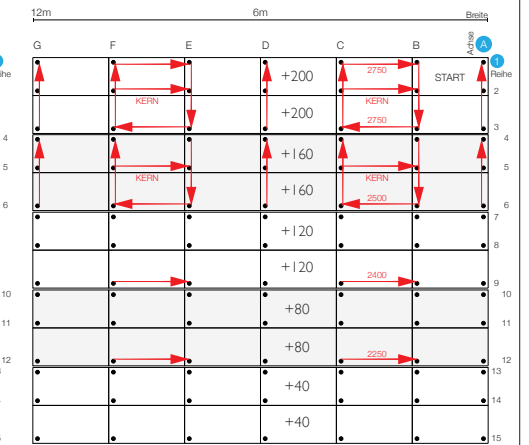 12m 6m Breite
G F E D C B Achse A
+200 2750 START 1
Reihe
2
KERN KERN
+200 2750 3
4 +160 4
5 5
KERN KERN
6 +160 2500 6
7
+120 8
+120 2400 9
10 10
+80
11 11
+80 2250
12 12
13
+40 14
+40 15